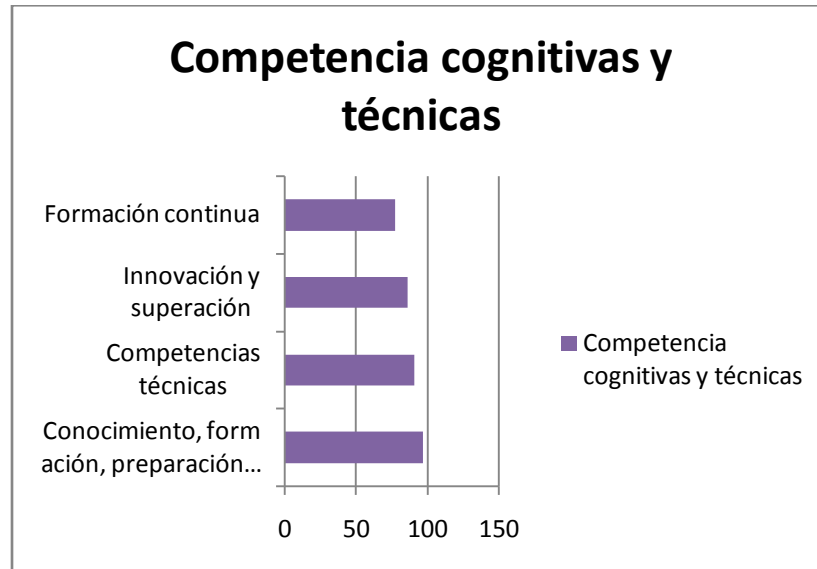 Competencia cognitivas y
técnicas
Formación continua
Innovación y
superación
Competencias
técnicas
Conocimiento, form
ación, preparación...
0 50 100 150
Competencia
cognitivas y técnicas